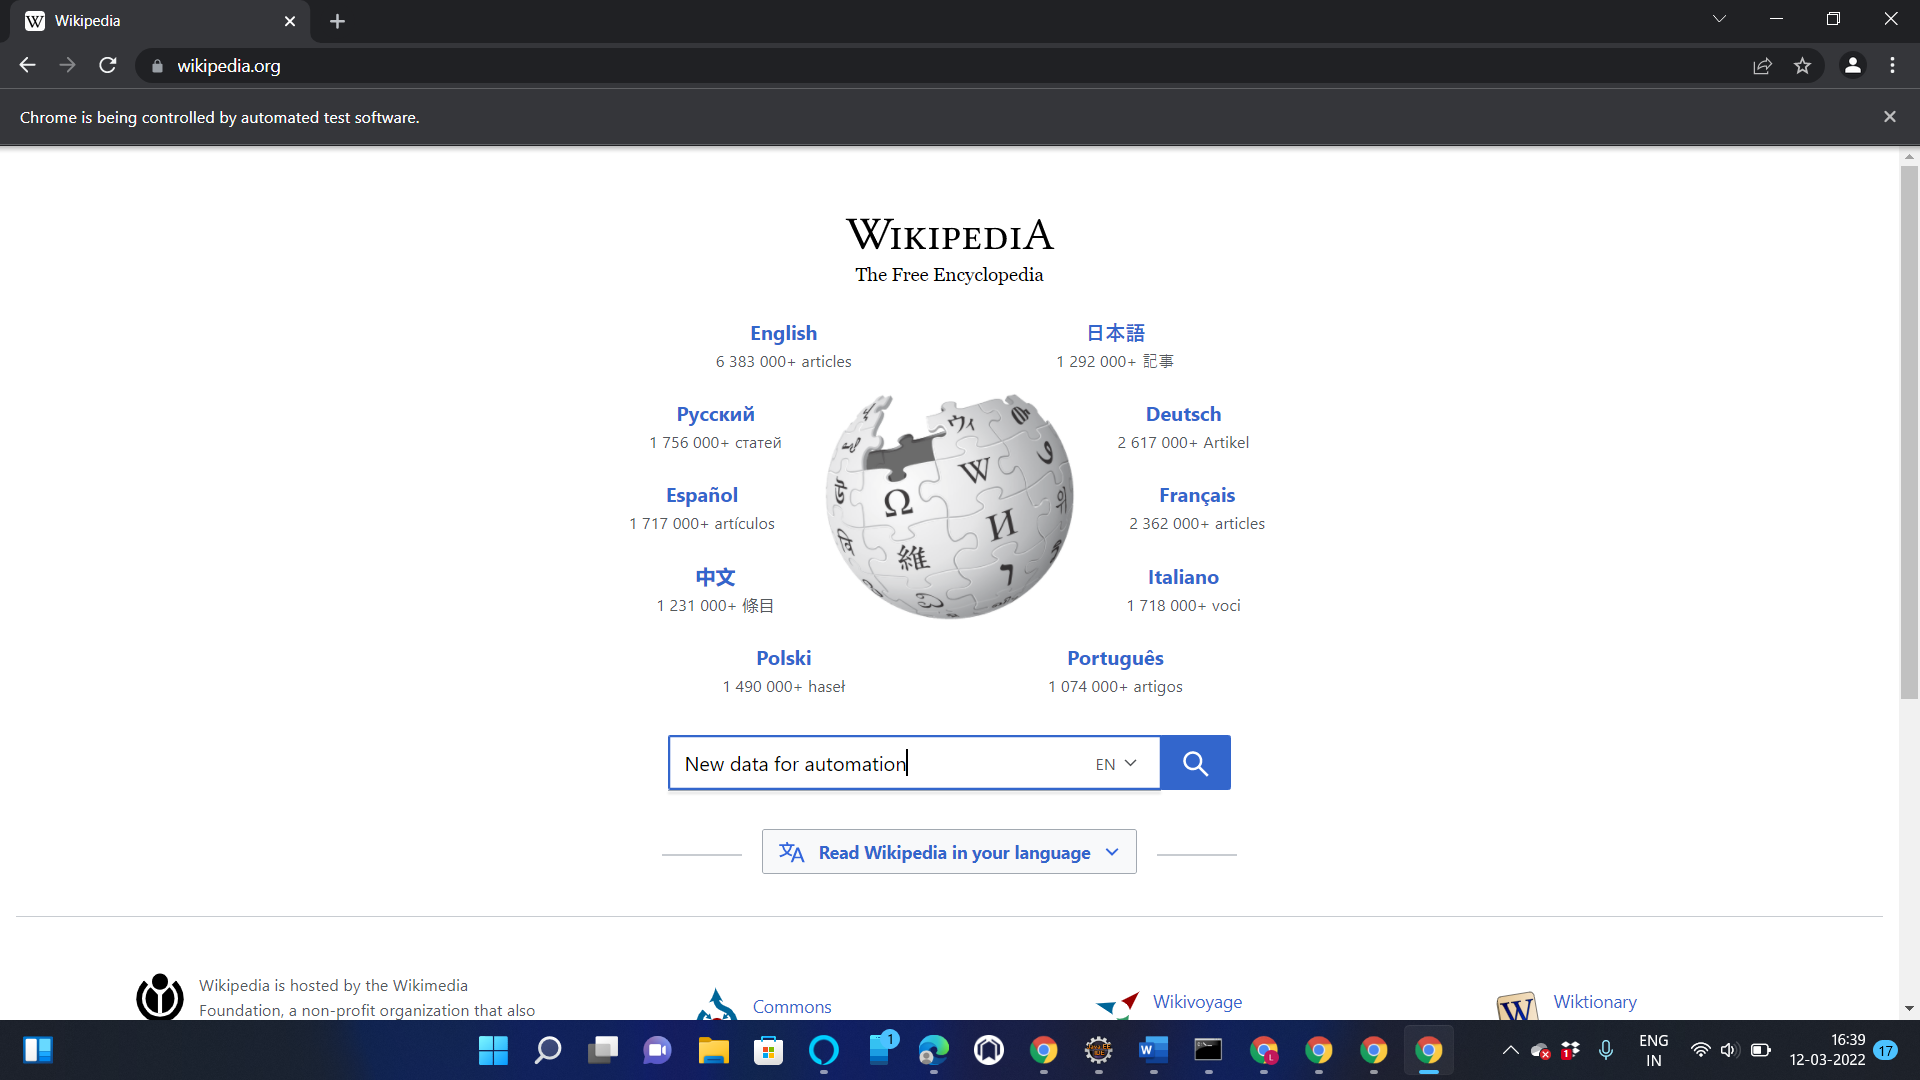 Wikipedia
wikipedia.org
Chrome is being controlled by automated test software.
WIKIPEDIA
The Free Encyclopedia
English
6 383 000+ articles
日本語
1 292 000+ 記事
Русский
1 756 000+ статей
Deutsch
2 617 000+ Artikel
Español
1 717 000+ artículos
Français
2 362 000+ articles
中文
1 231 000+ 條目
Italiano
1 718 000+ voci
Polski
1 490 000+ haseł
Português
1 074 000+ artigos
Ω
W
И
維
ウィ
New data for automation
EN
Read Wikipedia in your language
Wikipedia is hosted by the Wikimedia
Foundation, a non-profit organization that also
Commons
Wikivoyage
W
Wiktionary
1
W
L
1
ENG
IN
16:39
12-03-2022
17